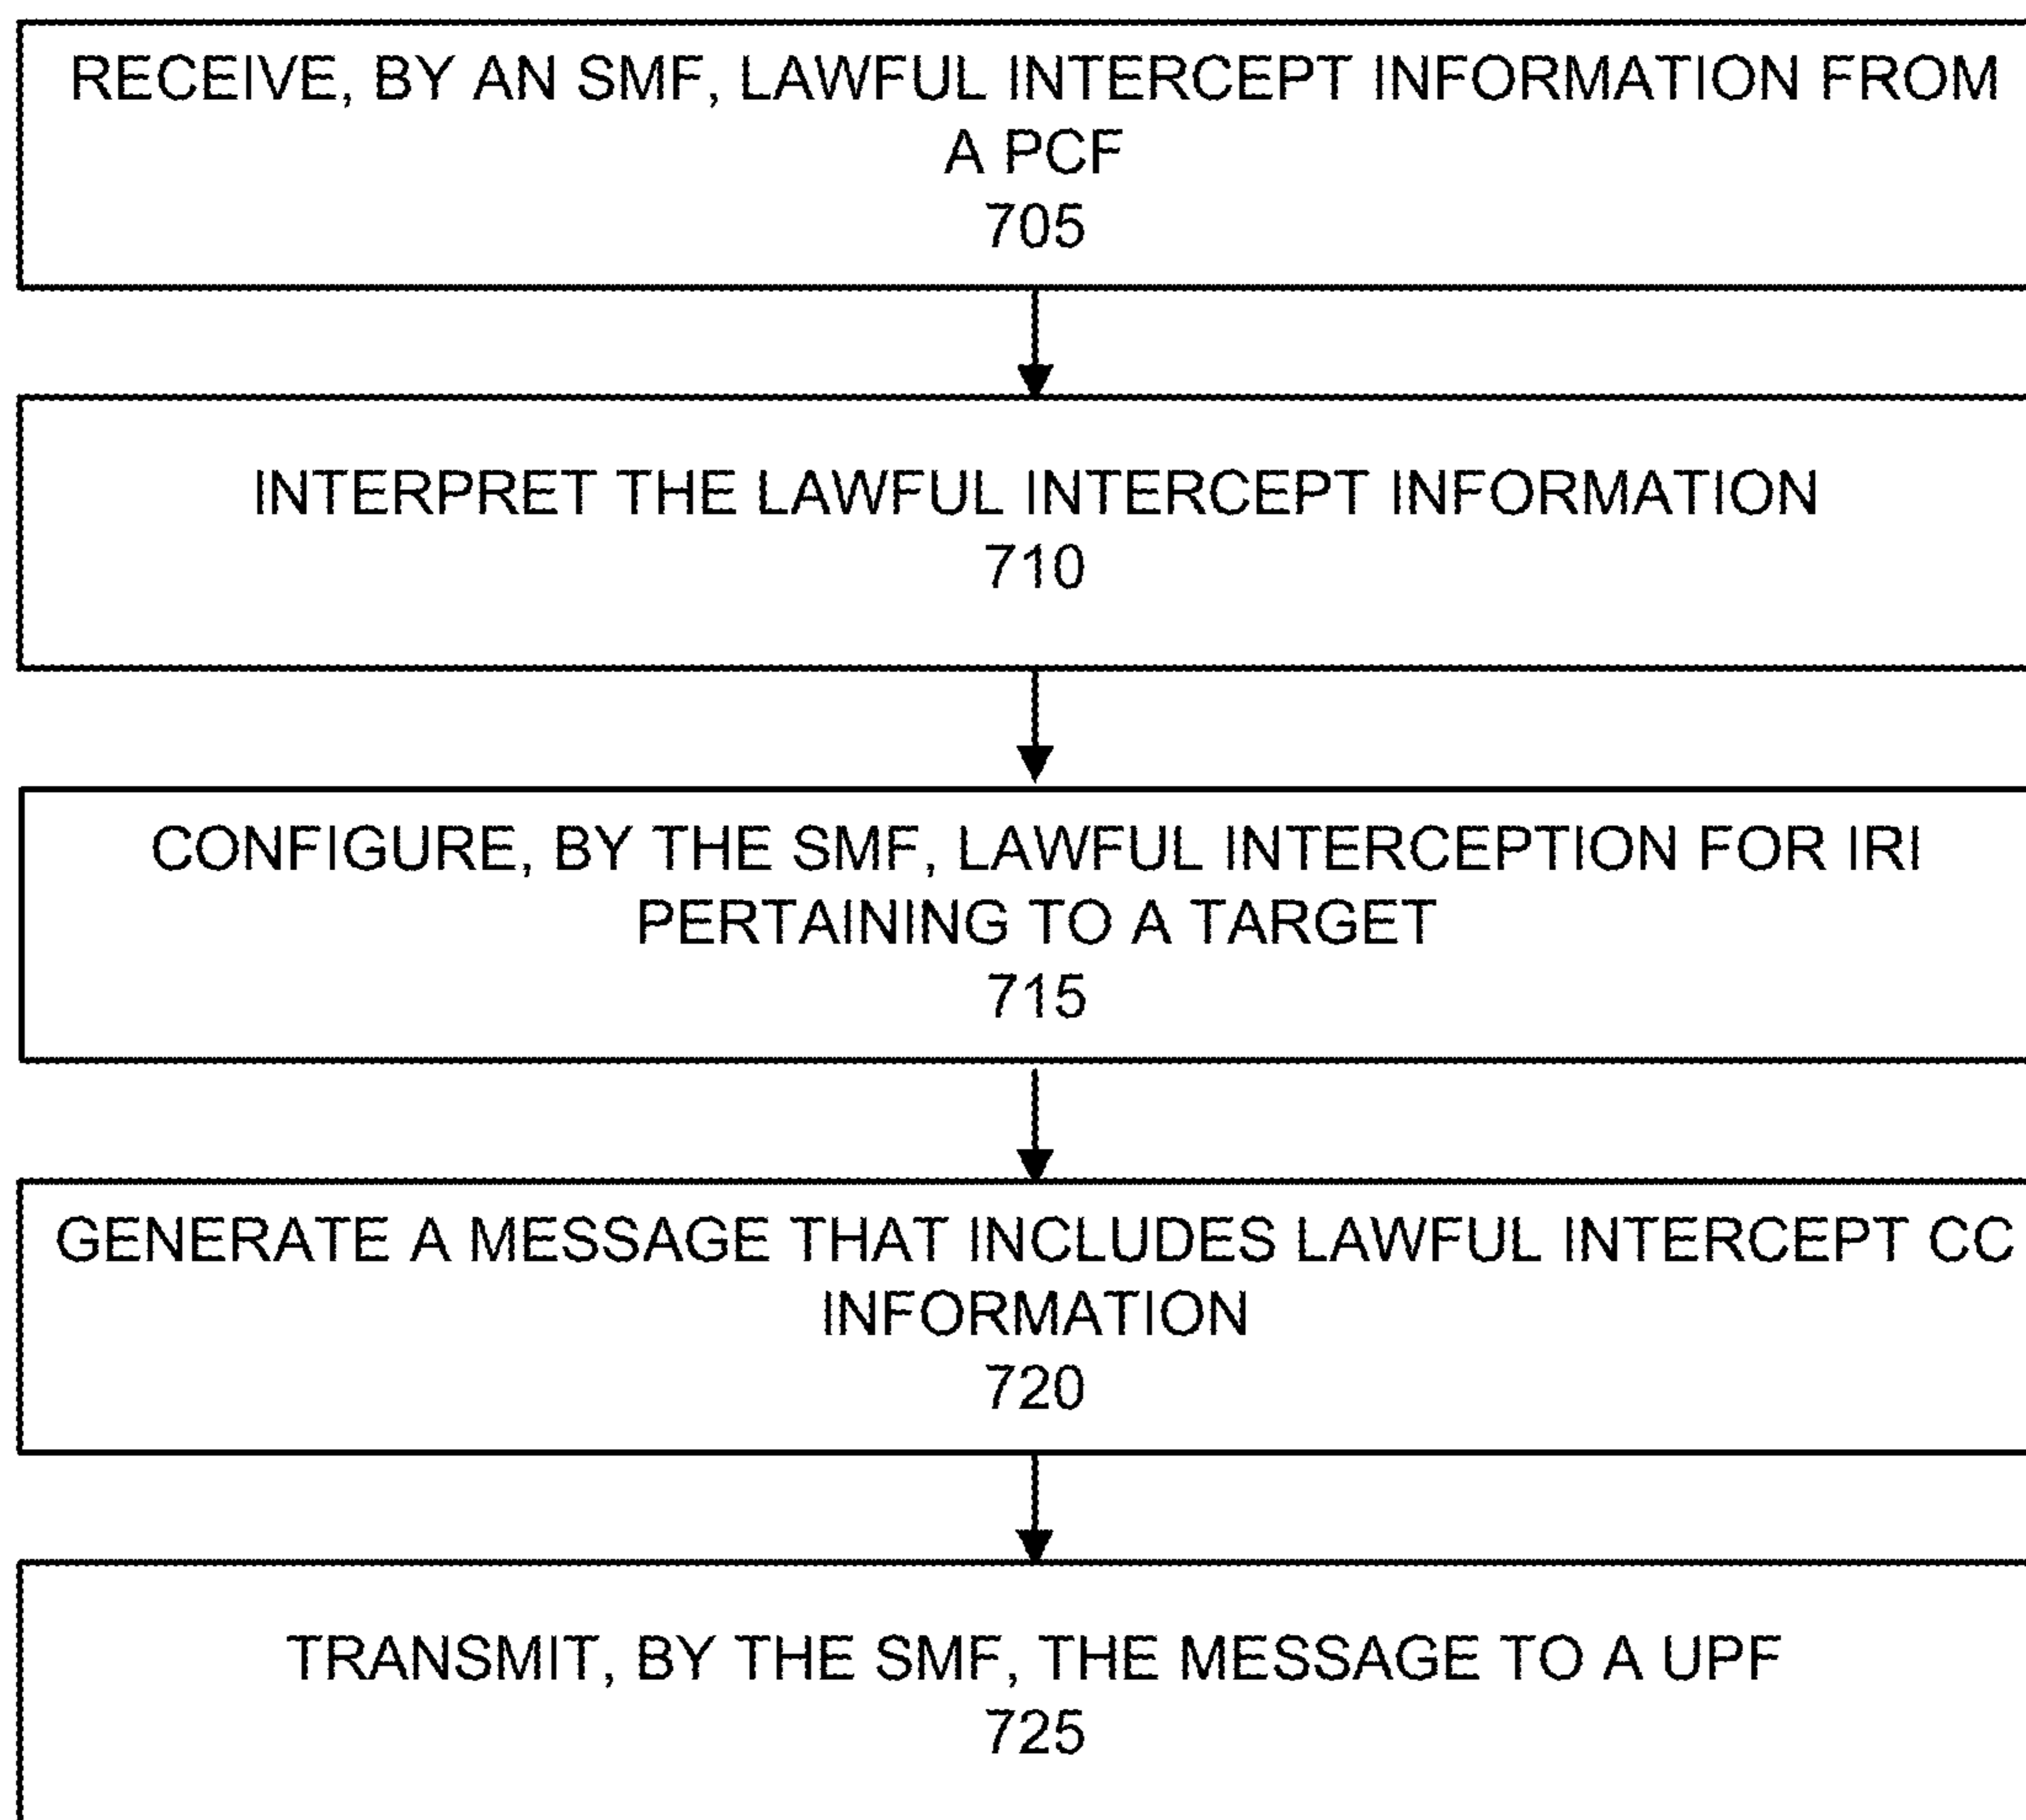 RECEIVE, BY AN SMF, LAWFUL INTERCEPT INFORMATION FROM
A PCF
705
INTERPRET THE LAWFUL INTERCEPT INFORMATION
710
CONFIGURE, BY THE SMF, LAWFUL INTERCEPTION FOR IRI
PERTAINING TO A TARGET
715
GENERATE A MESSAGE THAT INCLUDES LAWFUL INTERCEPT CC
INFORMATION
720
TRANSMIT, BY THE SMF, THE MESSAGE TO A UPF
725